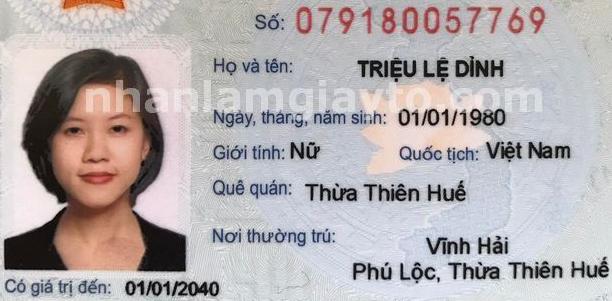 Số: 079180057769
Họ và tên: TRIỆU LỆ DỈNH
nhanlamgiayto.com
Ngày, tháng, năm sinh: 01/01/1980
Giới tính: Nữ Quốc tịch: Việt Nam
Quê quán: Thừa Thiên Huế
Nơi thường trú: Vĩnh Hải
Phú Lộc, Thừa Thiên Huế
Có giá trị đến: 01/01/2040